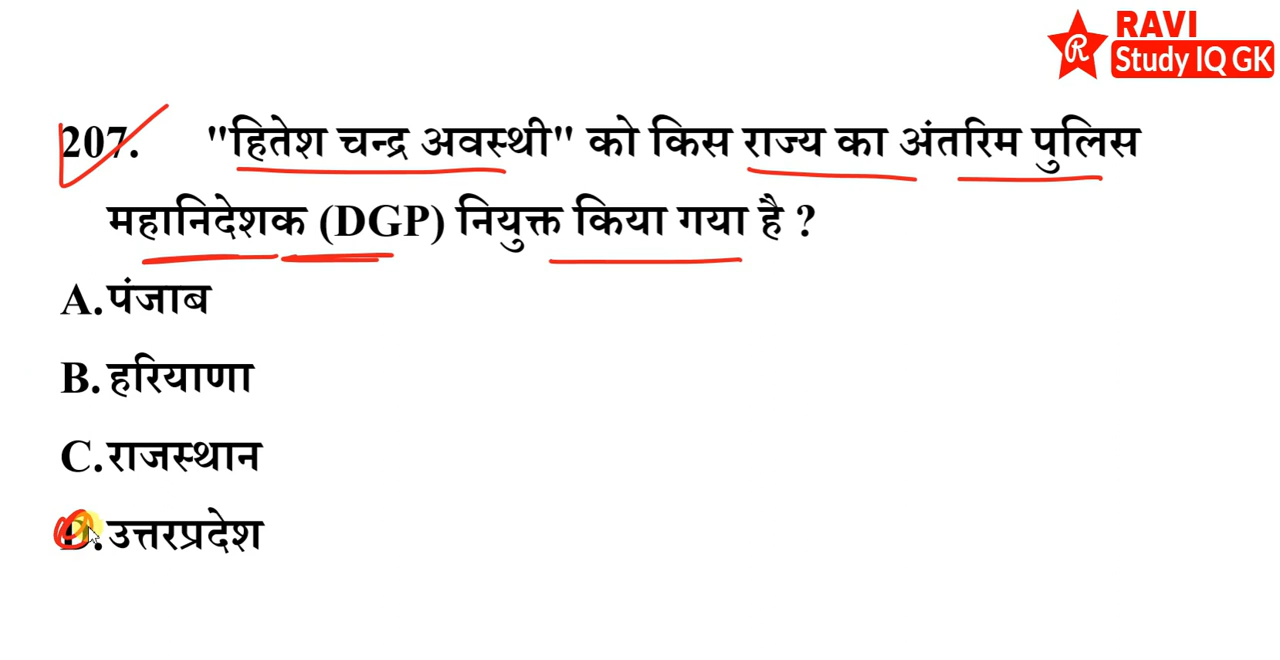 RAVI
R Study IQ GK
207. "हितेश चन्द्र अवस्थी" को किस राज्य का अंतरिम पुलिस
महानिदेशक (DGP) नियुक्त किया गया है ?
A. पंजाब
B. हरियाणा
C. राजस्थान
D. उत्तरप्रदेश